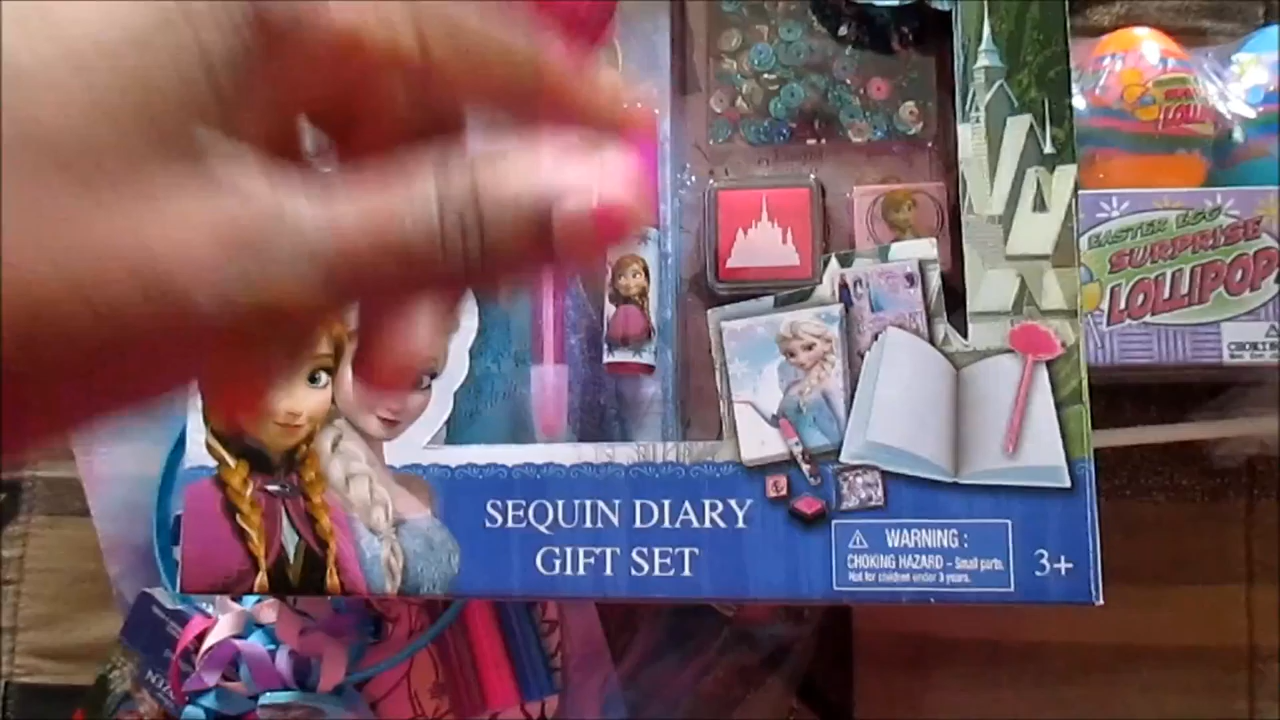 SEQUIN DIARY
GIFT SET
WARNING :
CHOKING HAZARD - Small parts.
Not for children under 3 years.
3+
EASTER EGG
SURPRISE
LOLLIPOP